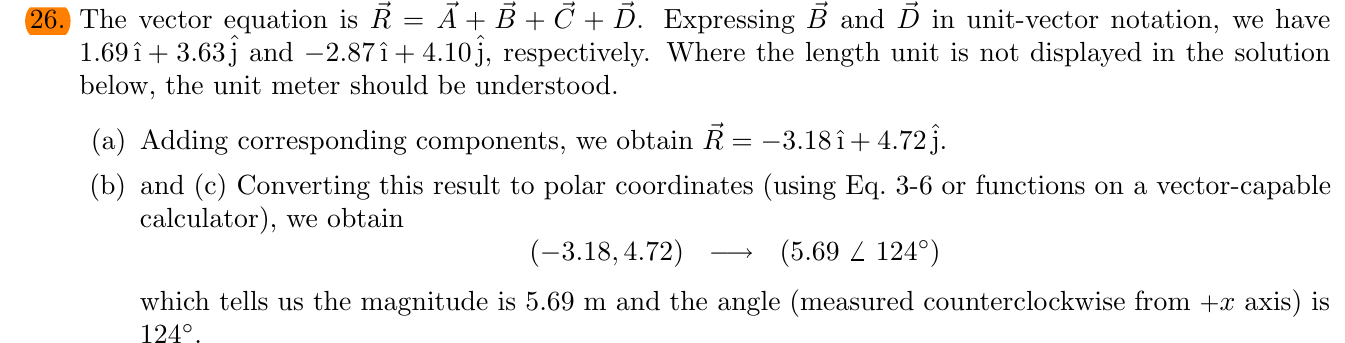 26. The vector equation is R⃗ = A⃗ + B⃗ + C⃗ + D⃗. Expressing B⃗ and D⃗ in unit-vector notation, we have
1.69 î + 3.63 ĵ and −2.87 î + 4.10 ĵ, respectively. Where the length unit is not displayed in the solution
below, the unit meter should be understood.
(a) Adding corresponding components, we obtain R⃗ = −3.18 î + 4.72 ĵ.
(b) and (c) Converting this result to polar coordinates (using Eq. 3-6 or functions on a vector-capable
calculator), we obtain
(−3.18, 4.72) ⟶ (5.69 ∠ 124°)
which tells us the magnitude is 5.69 m and the angle (measured counterclockwise from +x axis) is
124°.